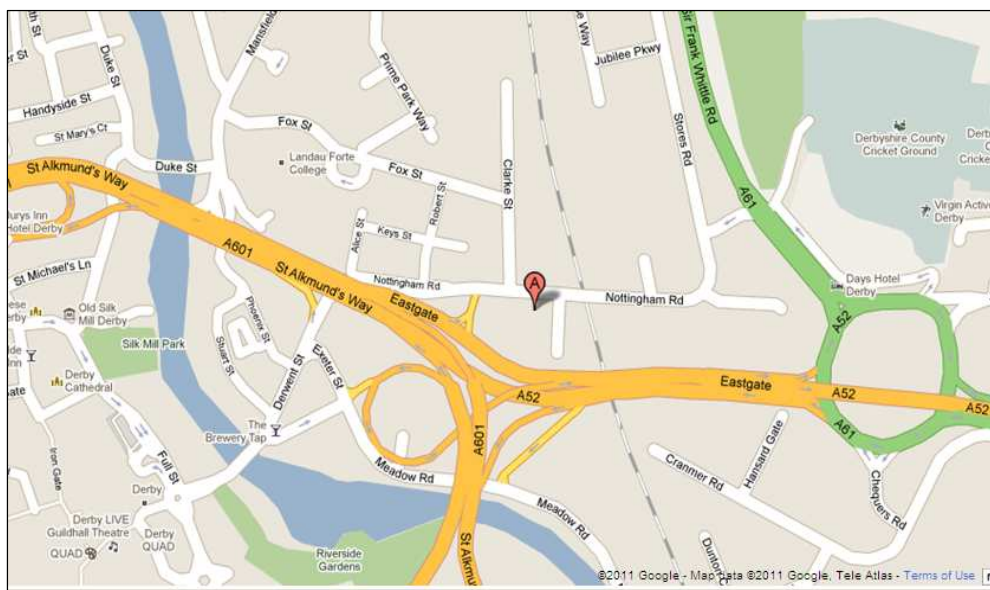 Mansfield
Duke St
Handyside St
St Mary's Ct
Prime Park Way
Fox St
Landau Forte
College
Fox St
Duke St
St Alkmund's Way
Jubilee Pkwy
Sir Frank Whittle Rd
Stores Rd
Clarke St
Derbyshire County
Cricket Ground
A61
Virgin Active
Derby
Robert St
Alice St
Keys St
A601
St Alkmund's Way
Hotel Derby
St Michael's Ln
Nottingham Rd
Eastgate
A
Nottingham Rd
Days Hotel
Derby
Old Silk
Mill Derby
Silk Mill Park
Phoenix St
Stuart St
Derwent St
Exeter St
A52
Derby
Cathedral
The
Brewery Tap
A52
Eastgate
A52
A52
A61
A601
Iron Gate
Full St
Meadow Rd
Meadow Rd
Cranmer Rd
Hansard Gate
Chequers Rd
Derby
Derby LIVE
Guildhall Theatre
Derby
QUAD
QUAD
Riverside
Gardens
St Alkmund's
©2011 Google - Map data ©2011 Google, Tele Atlas - Terms of Use